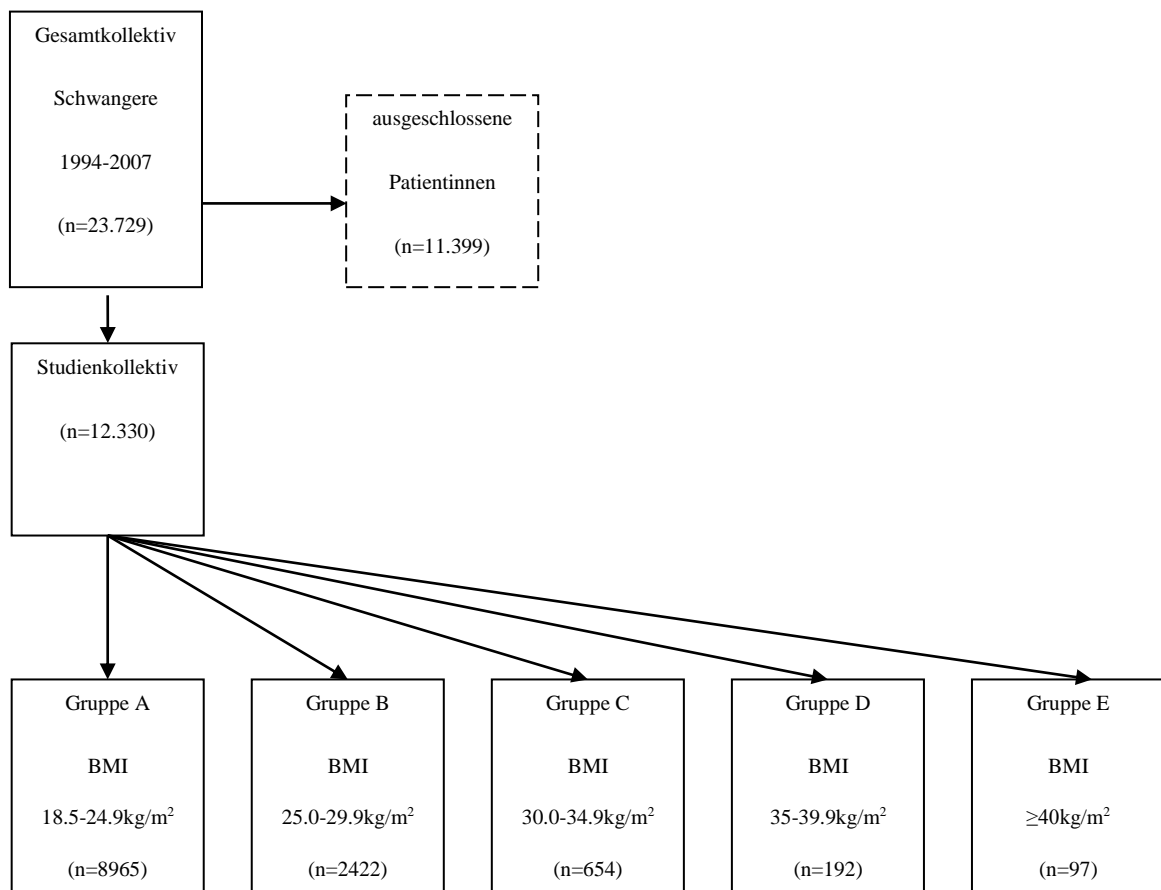 Gesamtkollektiv
Schwangere
1994-2007
(n=23.729)
ausgeschlossene
Patientinnen
(n=11.399)
Studienkollektiv
(n=12.330)
Gruppe A
BMI
18.5-24.9kg/m²
(n=8965)
Gruppe B
BMI
25.0-29.9kg/m²
(n=2422)
Gruppe C
BMI
30.0-34.9kg/m²
(n=654)
Gruppe D
BMI
35-39.9kg/m²
(n=192)
Gruppe E
BMI
≥40kg/m²
(n=97)